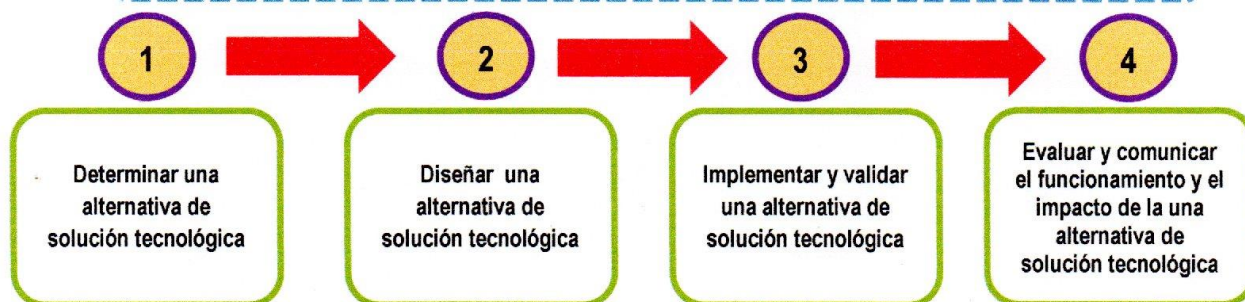 1
2
3
4
Determinar una
alternativa de
solución tecnológica
Diseñar una
alternativa de
solución tecnológica
Implementar y validar
una alternativa de
solución tecnológica
Evaluar y comunicar
el funcionamiento y el
impacto de la una
alternativa de
solución tecnológica